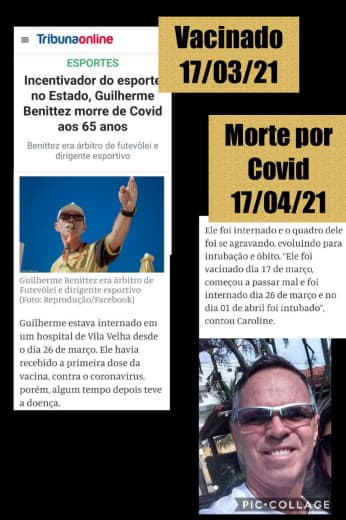 Tribunaonline
Vacinado
17/03/21
ESPORTES
Incentivador do esporte
no Estado, Guilherme
Benittez morre de Covid
aos 65 anos
Benittez era árbitro de futevôlei e
dirigente esportivo
Guilherme Benittez era árbitro de
Futevôlei e dirigente esportivo
(Foto: Reprodução/Facebook)
Guilherme estava internado em
um hospital de Vila Velha desde
o dia 26 de março. Ele havia
recebido a primeira dose da
vacina, contra o coronavirus,
porém, algum tempo depois teve
a doença.
Morte por
Covid
17/04/21
Ele foi internado e o quadro dele
foi se agravando, evoluindo para
intubação e óbito. "Ele foi
vacinado dia 17 de março,
começou a passar mal e foi
internado dia 26 de março e no
dia 01 de abril foi intubado",
contou Caroline.
PIC•COLLAGE